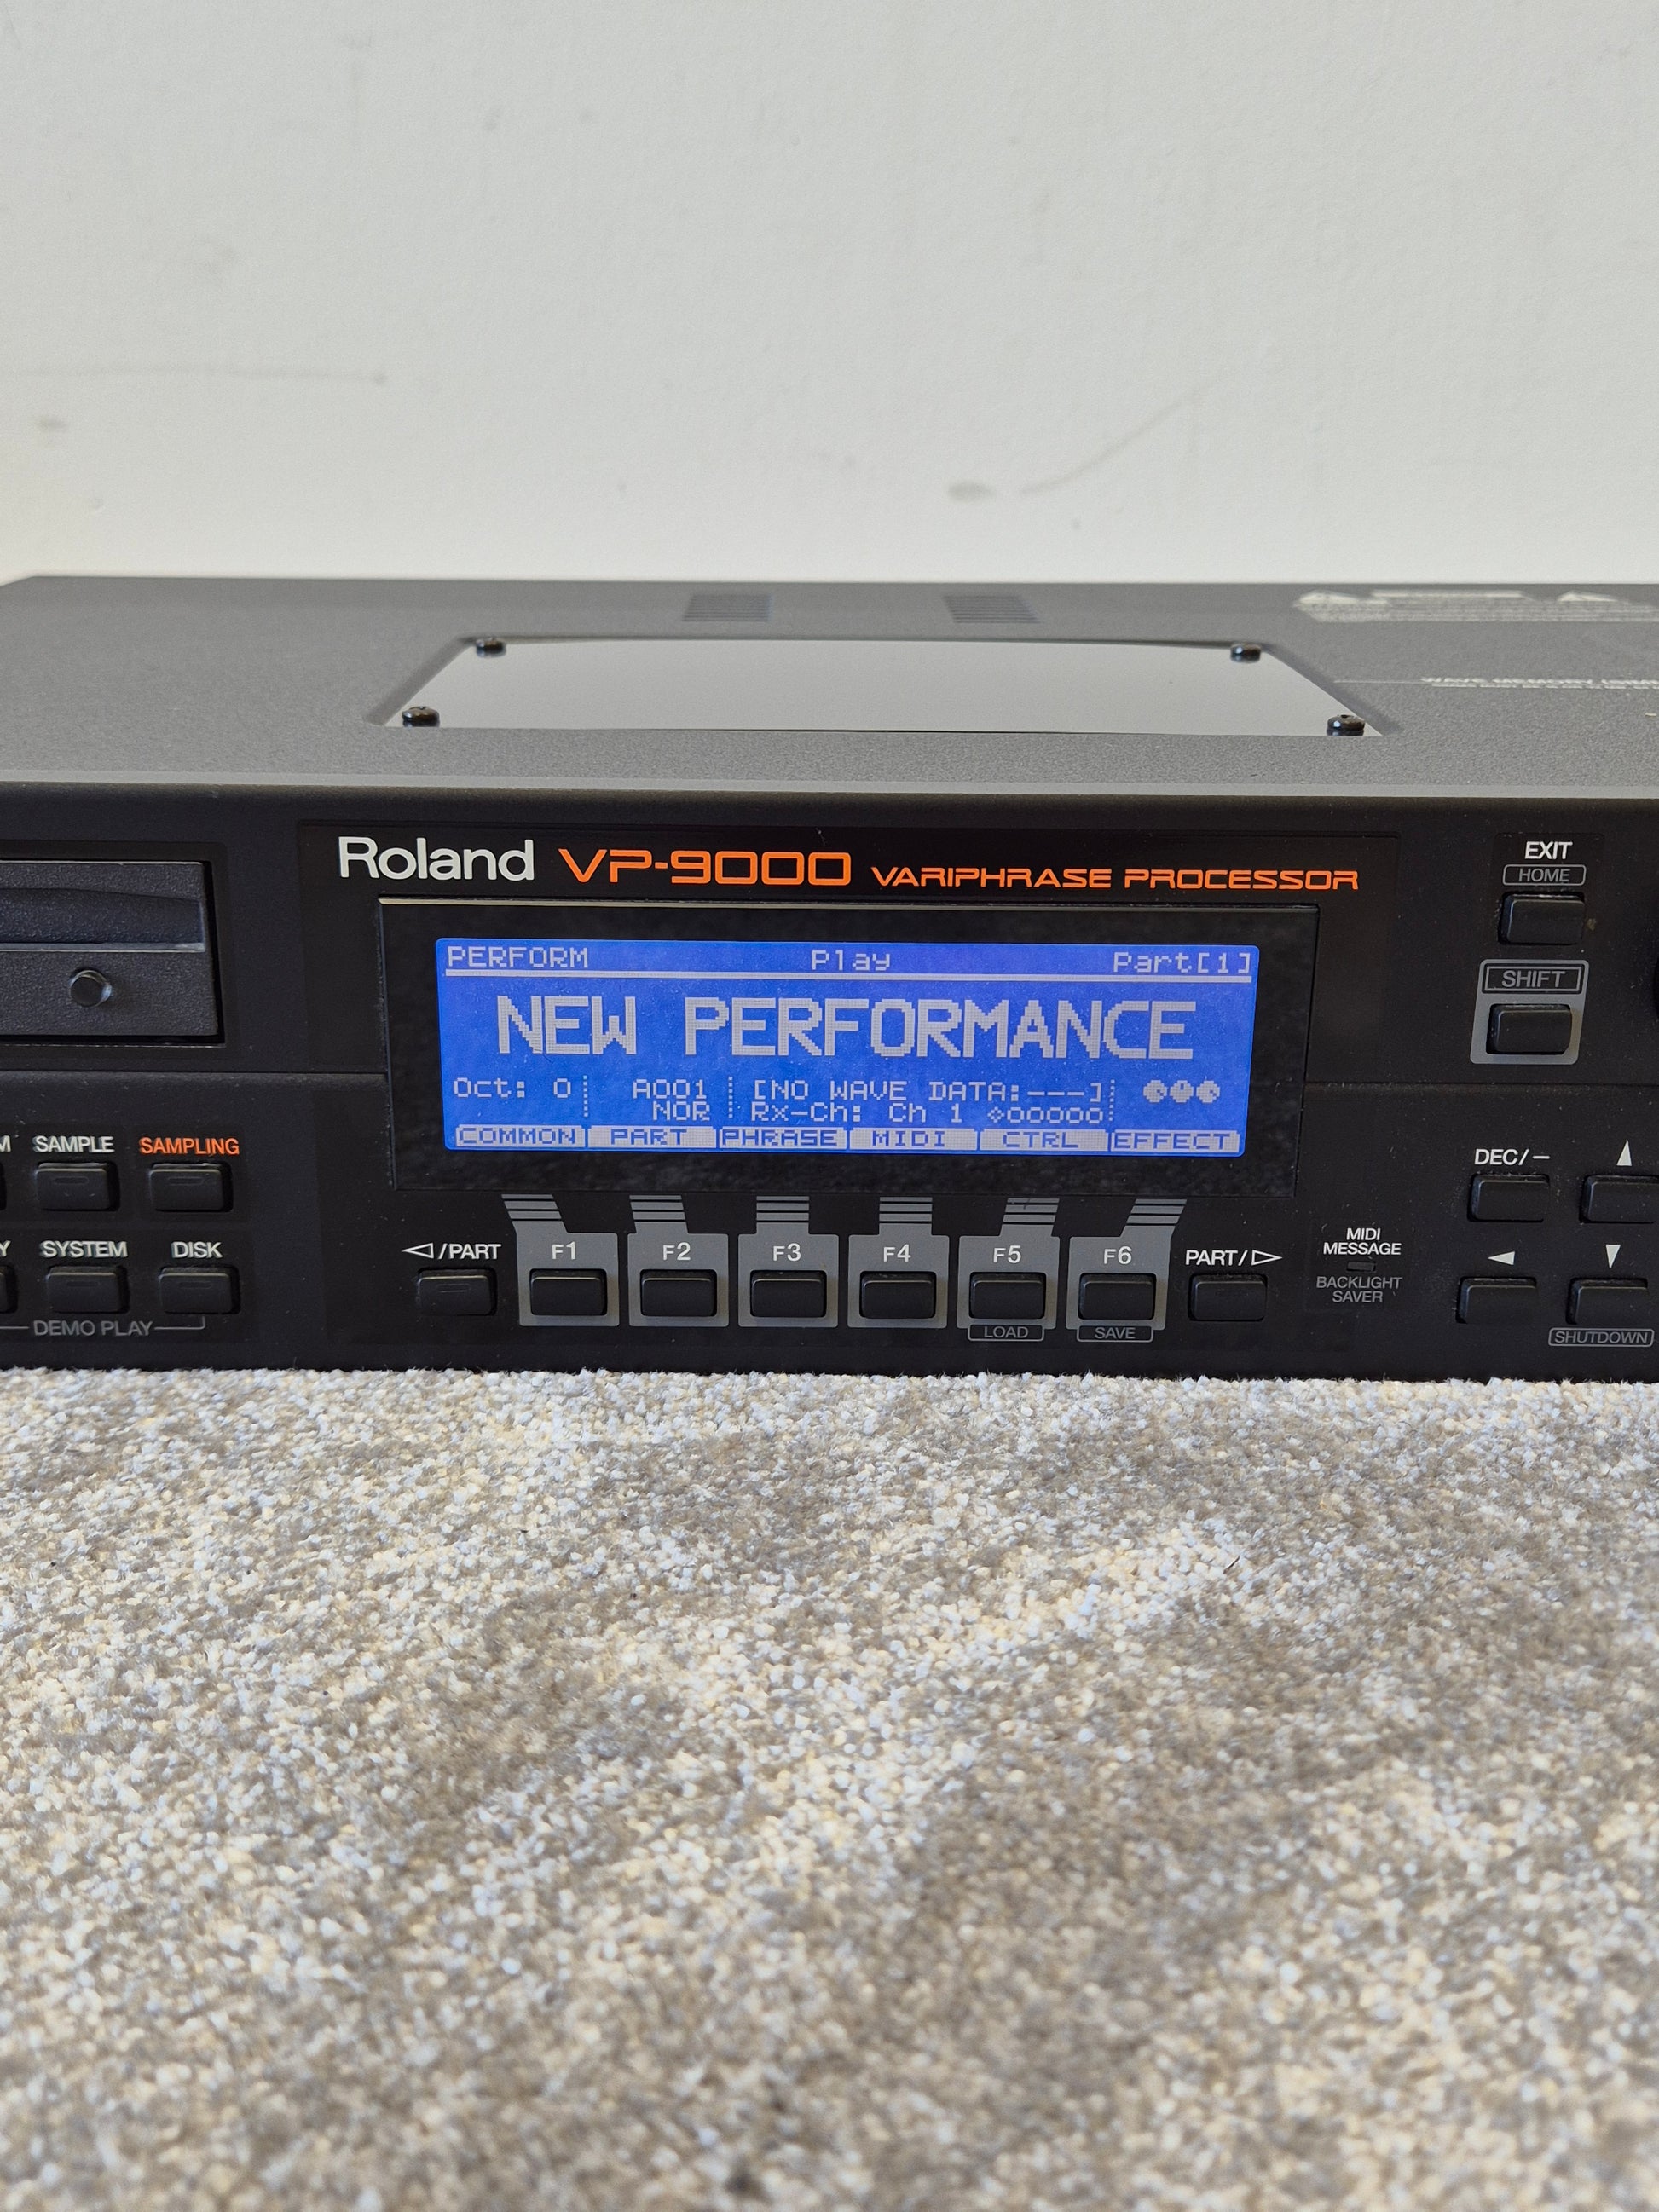 Roland VP-9000 VARIPHRASE PROCESSOR
EXIT
HOME
SHIFT
PERFORM Play Part[1]
NEW PERFORMANCE
Oct: 0 A001 [NO WAVE DATA:---]
NOR Rx-Ch: Ch 1 ◇00000
COMMON PART PHRASE MIDI CTRL EFFECT
SAMPLE SAMPLING
SYSTEM DISK
DEMO PLAY
◁/PART F1 F2 F3 F4 F5 F6 PART/▷
LOAD SAVE
MIDI
MESSAGE
BACKLIGHT
SAVER
DEC/− ▲
◀ ▼
SHUTDOWN